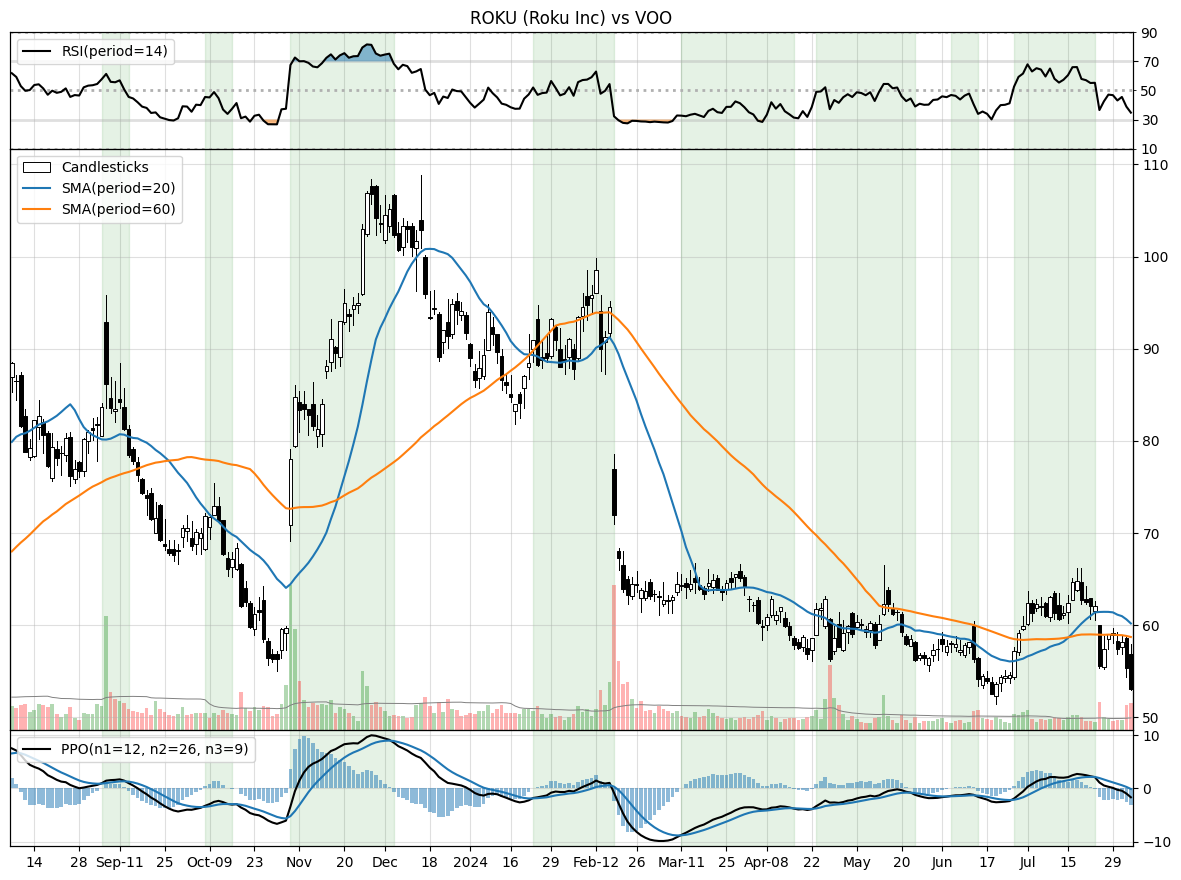 ROKU (Roku Inc) vs VOO
RSI(period=14)
90
70
50
30
10
Candlesticks
SMA(period=20)
SMA(period=60)
110
100
90
80
70
60
50
PPO(n1=12, n2=26, n3=9)
10
0
−10
14 28 Sep-11 25 Oct-09 23 Nov 20 Dec 18 2024 16 29 Feb-12 26 Mar-11 25 Apr-08 22 May 20 Jun 17 Jul 15 29